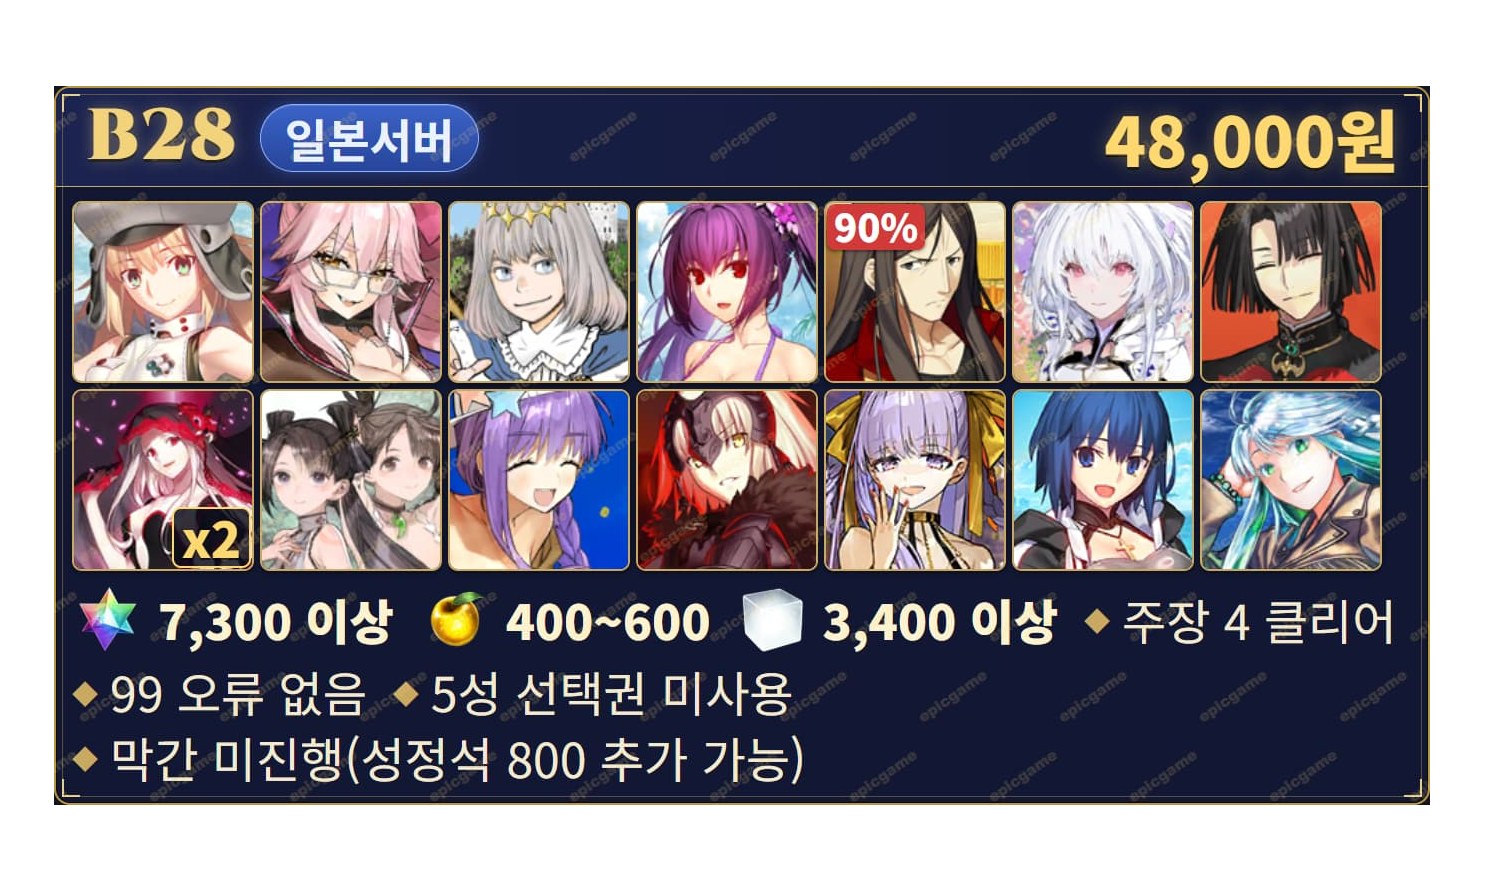 B28 일본서버 48,000원
90%
x2
7,300 이상 400~600 3,400 이상 ◆ 주장 4 클리어
◆ 99 오류 없음 ◆ 5성 선택권 미사용
◆ 막간 미진행(성정석 800 추가 가능)
epicgame